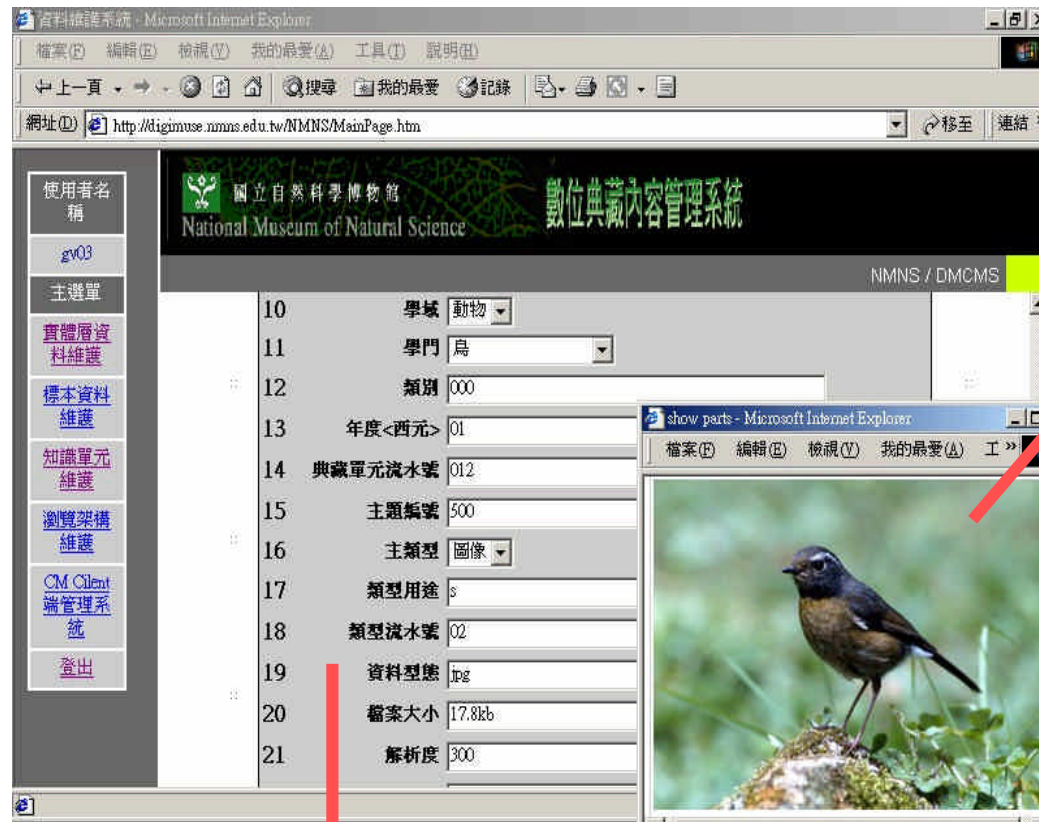 資料維護系統 - Microsoft Internet Explorer
檔案(F) 編輯(E) 檢視(V) 我的最愛(A) 工具(T) 說明(H)
上一頁 搜尋 我的最愛 記錄
網址(D) http://digimuse.nmns.edu.tw/NMNS/MainPage.htm 移至 連結
使用者名
稱
gv03
主選單
實體層資
料維護
標本資料
維護
知識單元
維護
瀏覽架構
維護
CM Cilent
端管理系
統
登出
國立自然科學博物館
National Museum of Natural Science
數位典藏內容管理系統
NMNS / DMCMS
10 學域 動物
11 學門 鳥
12 類別 000
13 年度<西元> 01
14 典藏單元流水號 012
15 主題編號 500
16 主類型 圖像
17 類型用途 s
18 類型流水號 02
19 資料型態 jpg
20 檔案大小 17.8kb
21 解析度 300
show parts - Microsoft Internet Explorer
檔案(F) 編輯(E) 檢視(V) 我的最愛(A) 工 »